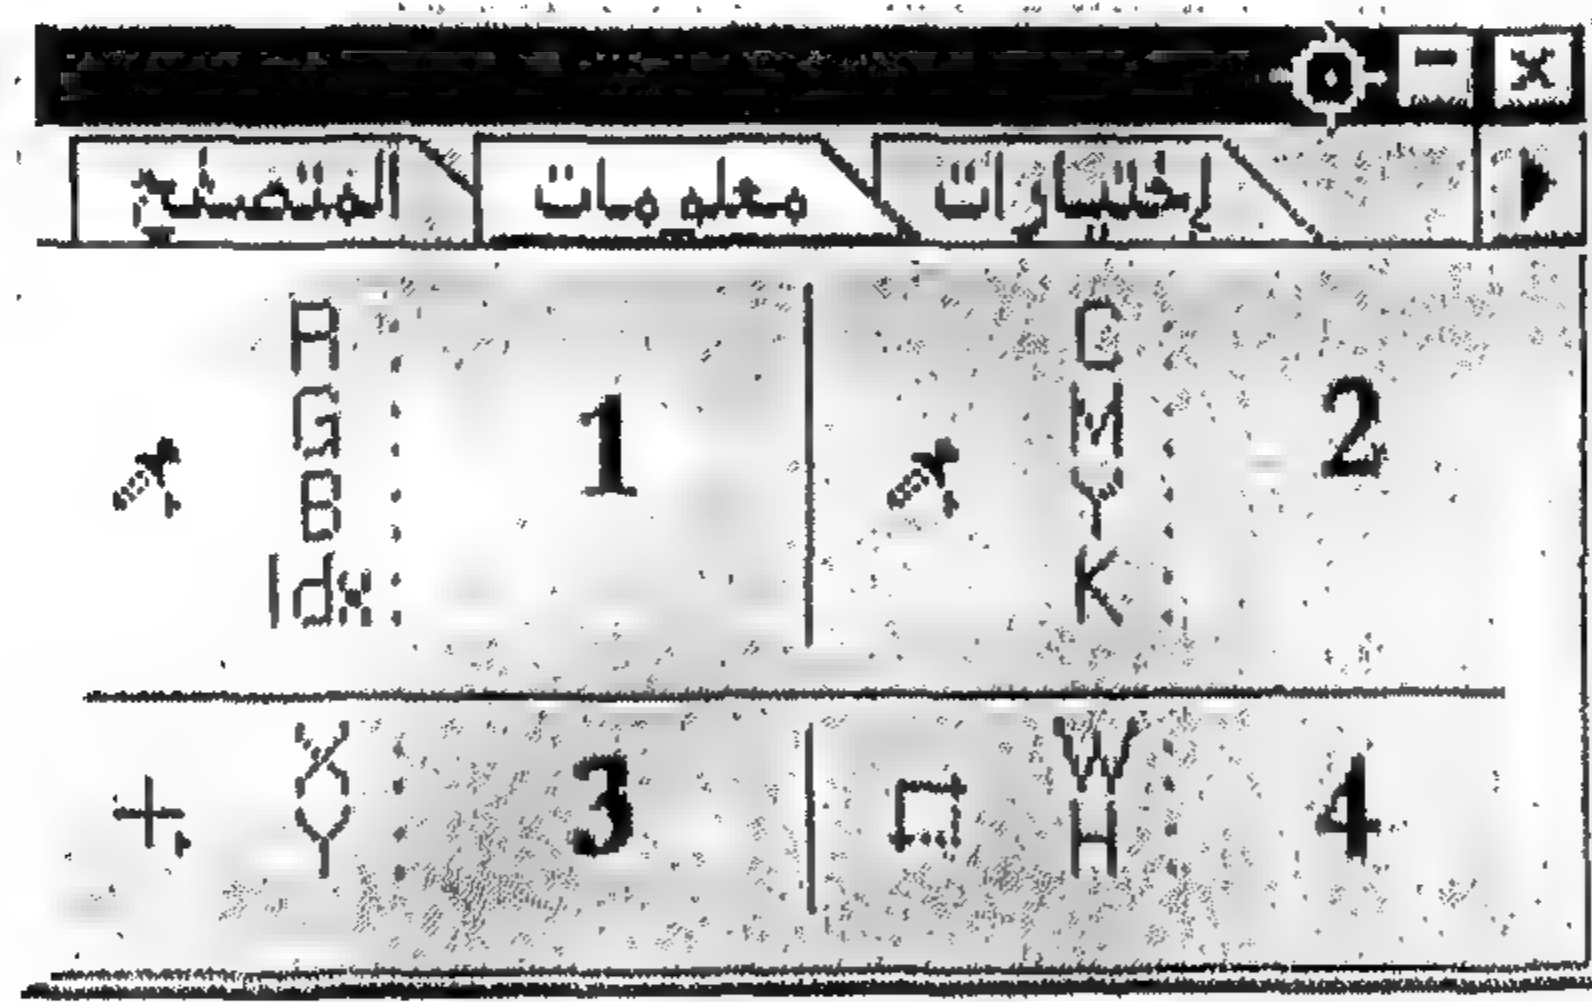 المتصفح معلومات إختيارات
R : C :
G : M :
1 2
B : Y :
Idx : K :
X : W :
3 4
Y : H :